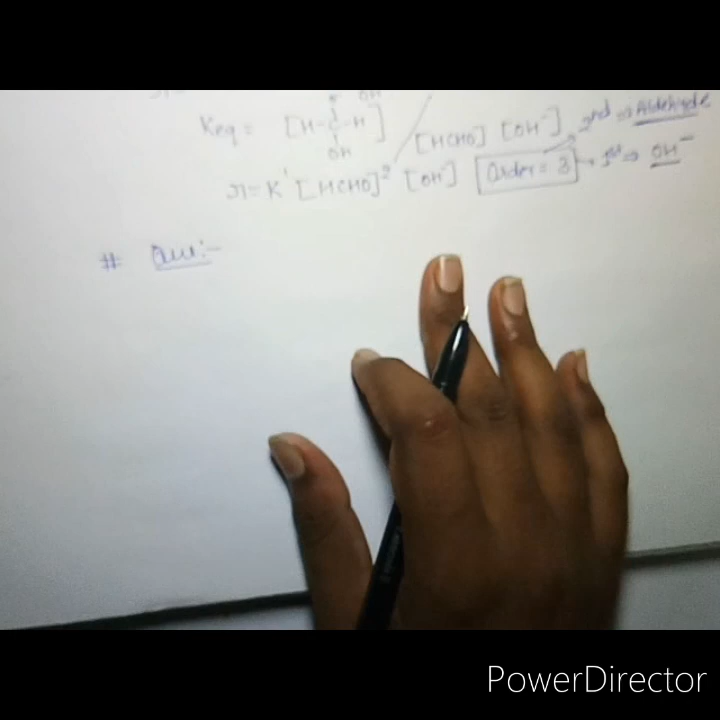 OH
Keq = [H-C-H] / [HCHO] [OH⁻] 2nd ⇒ Aldehyde
OH
r = K' [HCHO]² [OH⁻] Order = 3 1st ⇒ OH⁻
# Que:-
PowerDirector